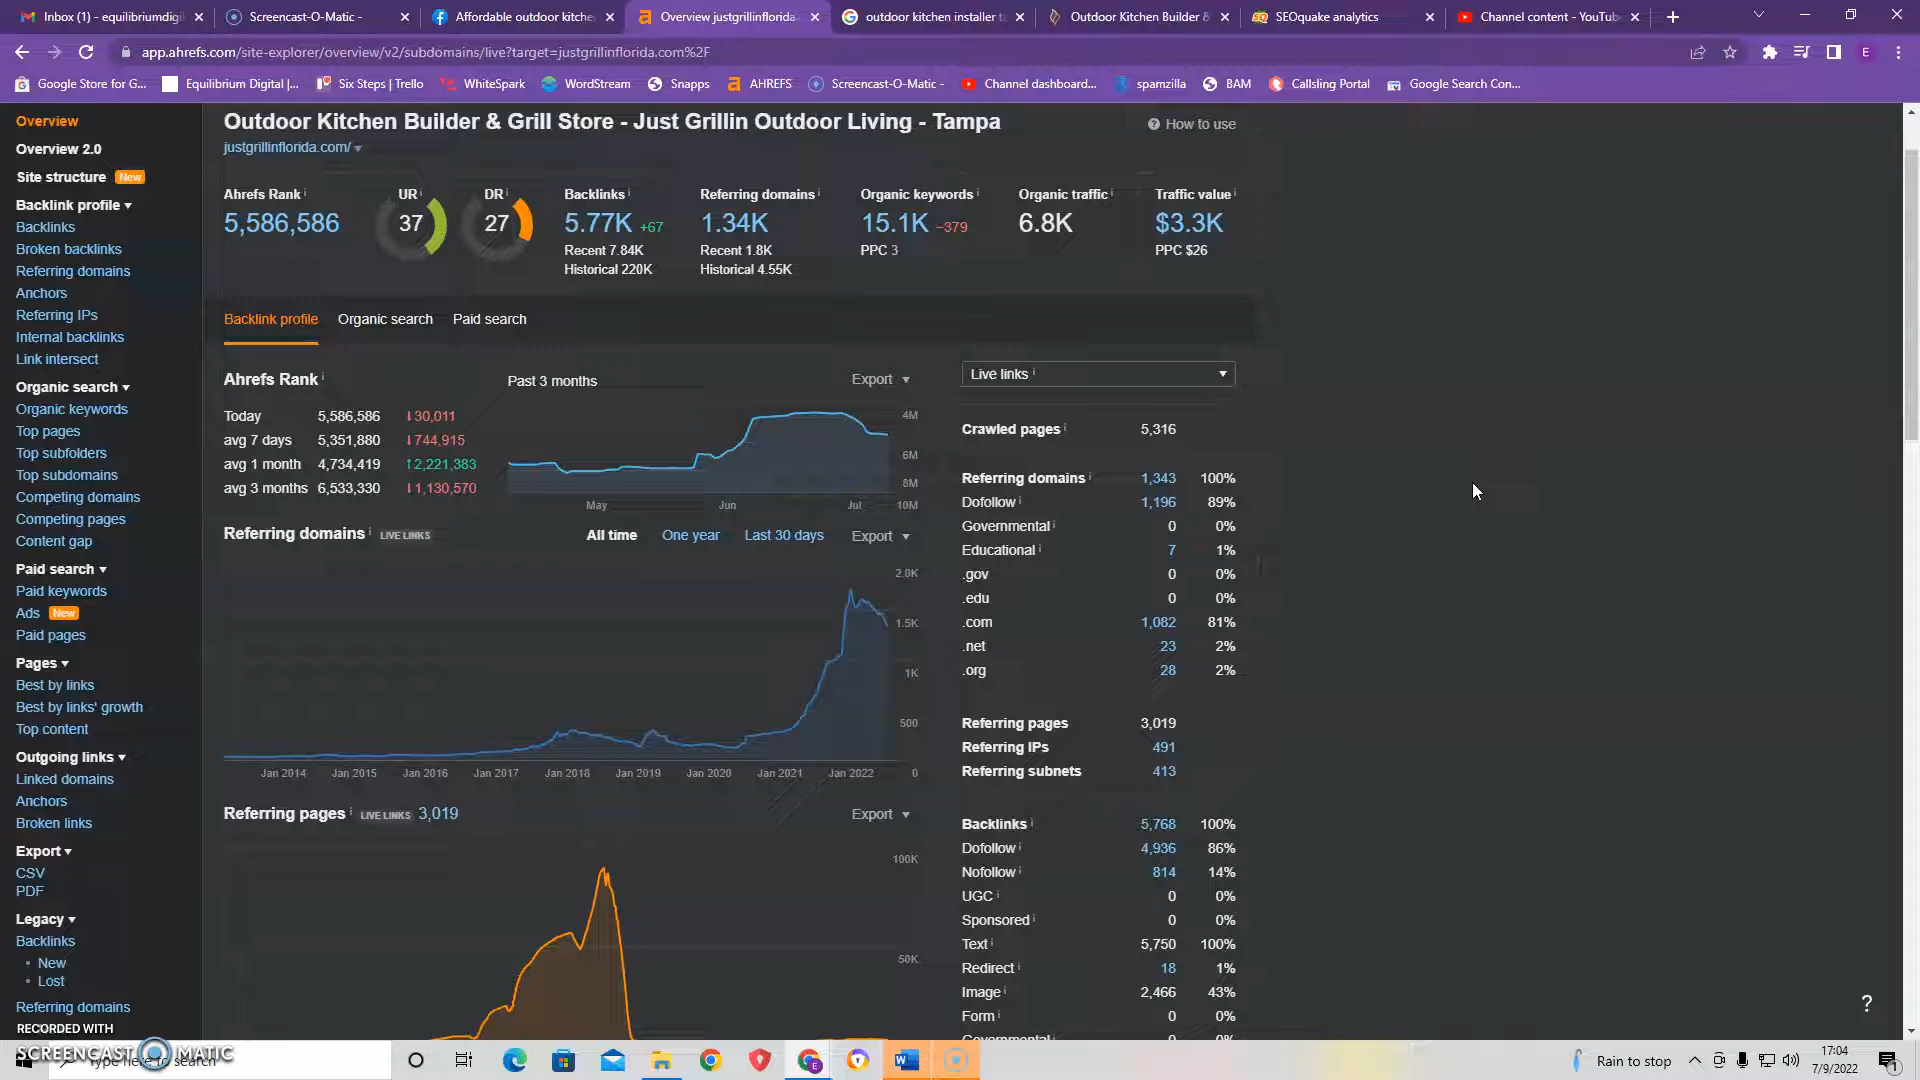 Inbox (1) - equilibriumdigi
Screencast-O-Matic -
Affordable outdoor kitche
Overview justgrillinflorida
outdoor kitchen installer ta
Outdoor Kitchen Builder &
SEOquake analytics
Channel content - YouTub
app.ahrefs.com/site-explorer/overview/v2/subdomains/live?target=justgrillinflorida.com%2F
E
Google Store for G...
Equilibrium Digital |...
Six Steps | Trello
WhiteSpark
WordStream
Snapps
AHREFS
Screencast-O-Matic -
Channel dashboard...
spamzilla
BAM
Callsling Portal
Google Search Con...
Overview
Overview 2.0
Site structure New
Backlink profile
Backlinks
Broken backlinks
Referring domains
Anchors
Referring IPs
Internal backlinks
Link intersect
Organic search
Organic keywords
Top pages
Top subfolders
Top subdomains
Competing domains
Competing pages
Content gap
Paid search
Paid keywords
Ads New
Paid pages
Pages
Best by links
Best by links' growth
Top content
Outgoing links
Linked domains
Anchors
Broken links
Export
CSV
PDF
Legacy
Backlinks
New
Lost
Referring domains
Outdoor Kitchen Builder & Grill Store - Just Grillin Outdoor Living - Tampa
How to use
justgrillinflorida.com/
Ahrefs Rank
5,586,586
UR
37
DR
27
Backlinks
5.77K +67
Recent 7.84K
Historical 220K
Referring domains
1.34K
Recent 1.8K
Historical 4.55K
Organic keywords
15.1K -379
PPC 3
Organic traffic
6.8K
Traffic value
$3.3K
PPC $26
Backlink profile
Organic search
Paid search
Ahrefs Rank
Past 3 months
Export
Today 5,586,586 ↓30,011
avg 7 days 5,351,880 ↓744,915
avg 1 month 4,734,419 ↑2,221,383
avg 3 months 6,533,330 ↓1,130,570
4M
6M
8M
10M
May
Jun
Jul
Referring domains LIVE LINKS
All time
One year
Last 30 days
Export
2.0K
1.5K
1K
500
0
Jan 2014
Jan 2015
Jan 2016
Jan 2017
Jan 2018
Jan 2019
Jan 2020
Jan 2021
Jan 2022
Referring pages LIVE LINKS 3,019
Export
100K
50K
Live links
Crawled pages 5,316
Referring domains 1,343 100%
Dofollow 1,196 89%
Governmental 0 0%
Educational 7 1%
.gov 0 0%
.edu 0 0%
.com 1,082 81%
.net 23 2%
.org 28 2%
Referring pages 3,019
Referring IPs 491
Referring subnets 413
Backlinks 5,768 100%
Dofollow 4,936 86%
Nofollow 814 14%
UGC 0 0%
Sponsored 0 0%
Text 5,750 100%
Redirect 18 1%
Image 2,466 43%
Form 0 0%
Governmental 0 0%
?
RECORDED WITH
SCREENCAST MATIC
Type here to search
Rain to stop
17:04
7/9/2022
1